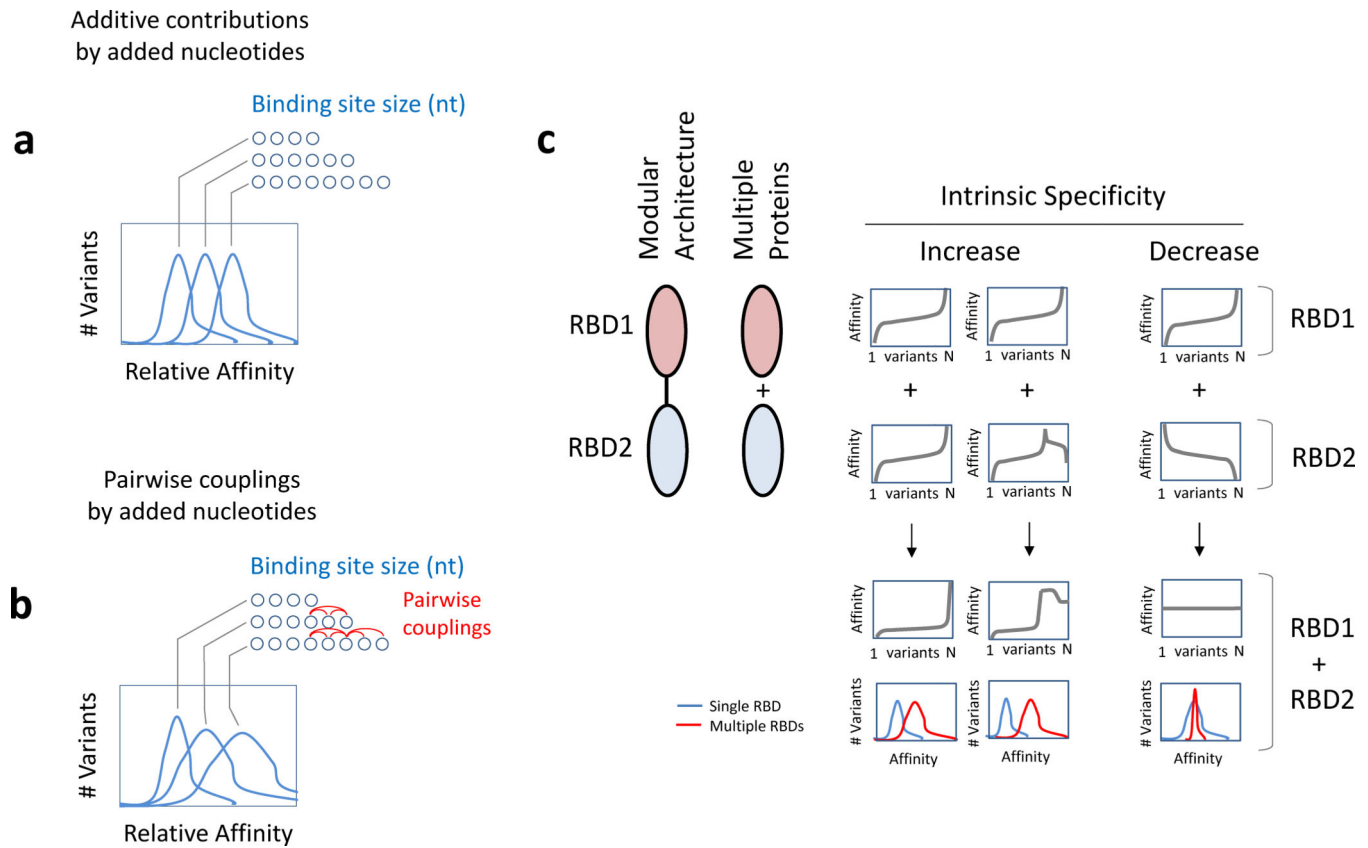 Additive contributions
by added nucleotides
a
Binding site size (nt)
# Variants
Relative Affinity
Pairwise couplings
by added nucleotides
b
Binding site size (nt)
Pairwise
couplings
# Variants
Relative Affinity
c
Modular
Architecture
Multiple
Proteins
RBD1
+
RBD2
Intrinsic Specificity
Increase
Decrease
Affinity
1 variants N
Affinity
1 variants N
Affinity
1 variants N
RBD1
+
+
+
Affinity
1 variants N
Affinity
1 variants N
Affinity
1 variants N
RBD2
Affinity
1 variants N
Affinity
1 variants N
Affinity
1 variants N
RBD1
+
RBD2
Single RBD
Multiple RBDs
# Variants
Affinity
# Variants
Affinity
# Variants
Affinity